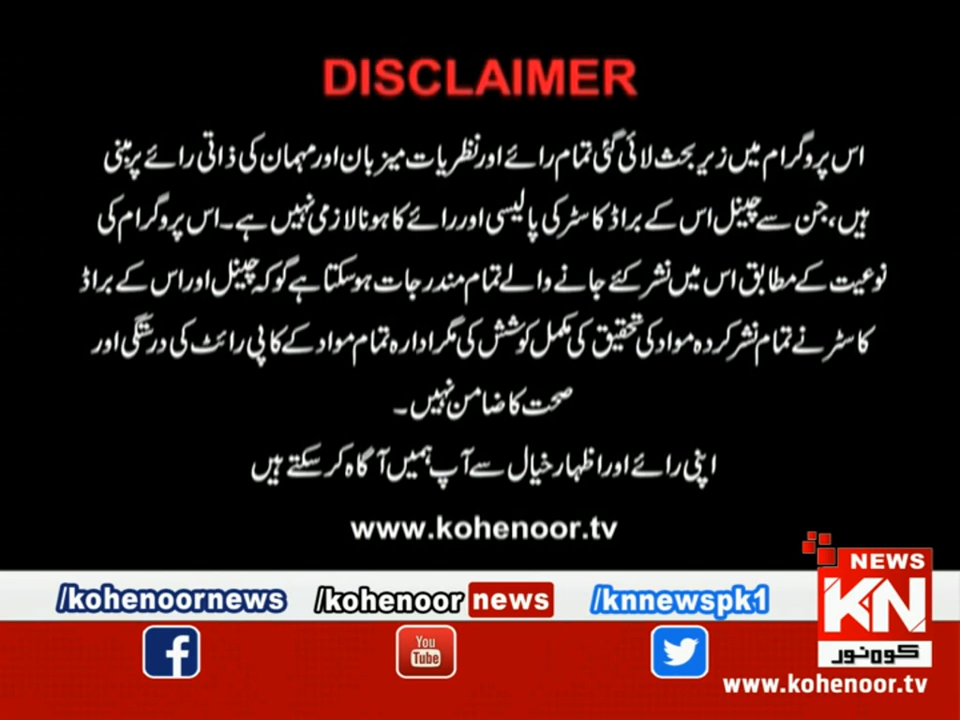 DISCLAIMER
اس پروگرام میں زیر بحث لائی گئی تمام رائے اور نظریات میزبان اور مہمان کی ذاتی رائے پر مبنی
ہیں، جن سے چینل اس کے براڈ کاسٹر کی پالیسی اور رائے کا ہونا لازمی نہیں ہے۔ اس پروگرام کی
نوعیت کے مطابق اس میں نشر کئے جانے والے تمام مندرجات ہو سکتا ہے گو کہ چینل اور اس کے براڈ
کاسٹر نے تمام نشر کردہ مواد کی تحقیق کی مکمل کوشش کی مگر ادارہ تمام مواد کے کاپی رائٹ کی درستگی اور
صحت کا ضامن نہیں۔
اپنی رائے اور اظہار خیال سے آپ ہمیں آگاہ کر سکتے ہیں
www.kohenoor.tv
/kohenoornews /kohenoor news /knnewspk1
f You Tube
NEWS
KN
کوہ نور
www.kohenoor.tv